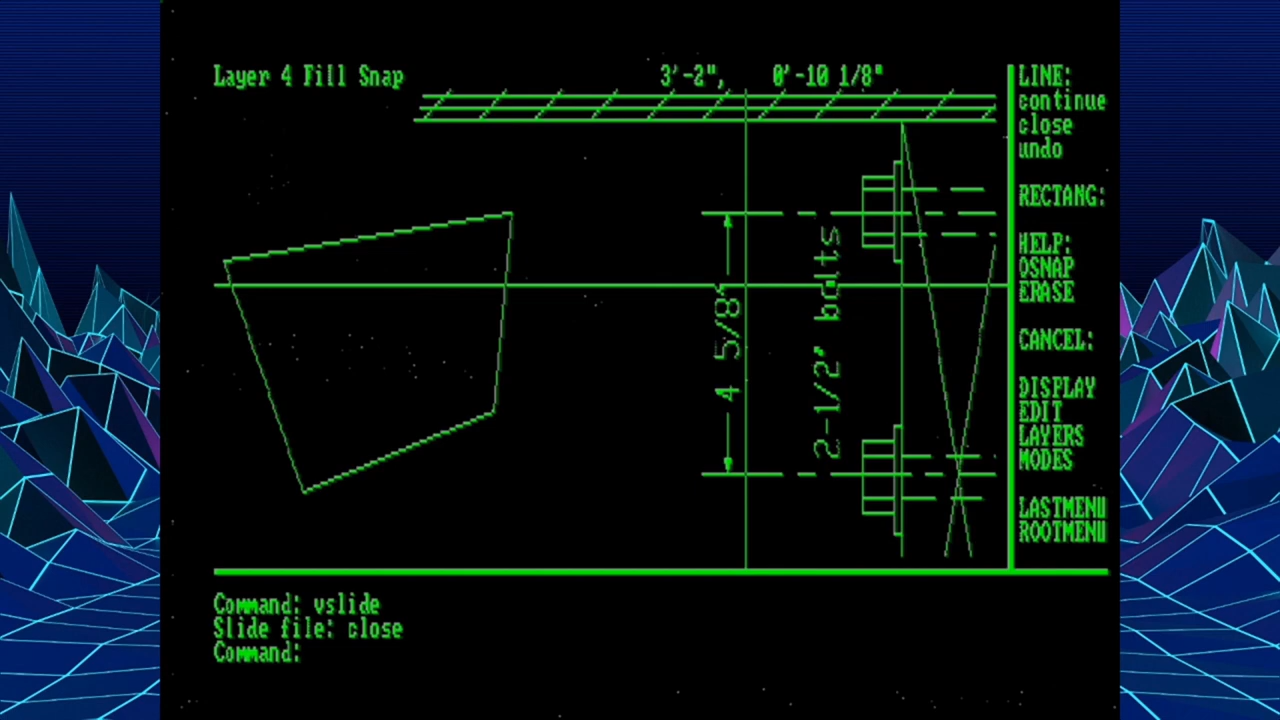 Layer 4 Fill Snap
3'-2", 0'-10 1/8"
LINE:
continue
close
undo
RECTANG:
HELP:
OSNAP
ERASE
CANCEL:
DISPLAY
EDIT
LAYERS
MODES
LASTMENU
ROOTMENU
4 5/8"
2-1/2" bolts
Command: vslide
Slide file: close
Command: